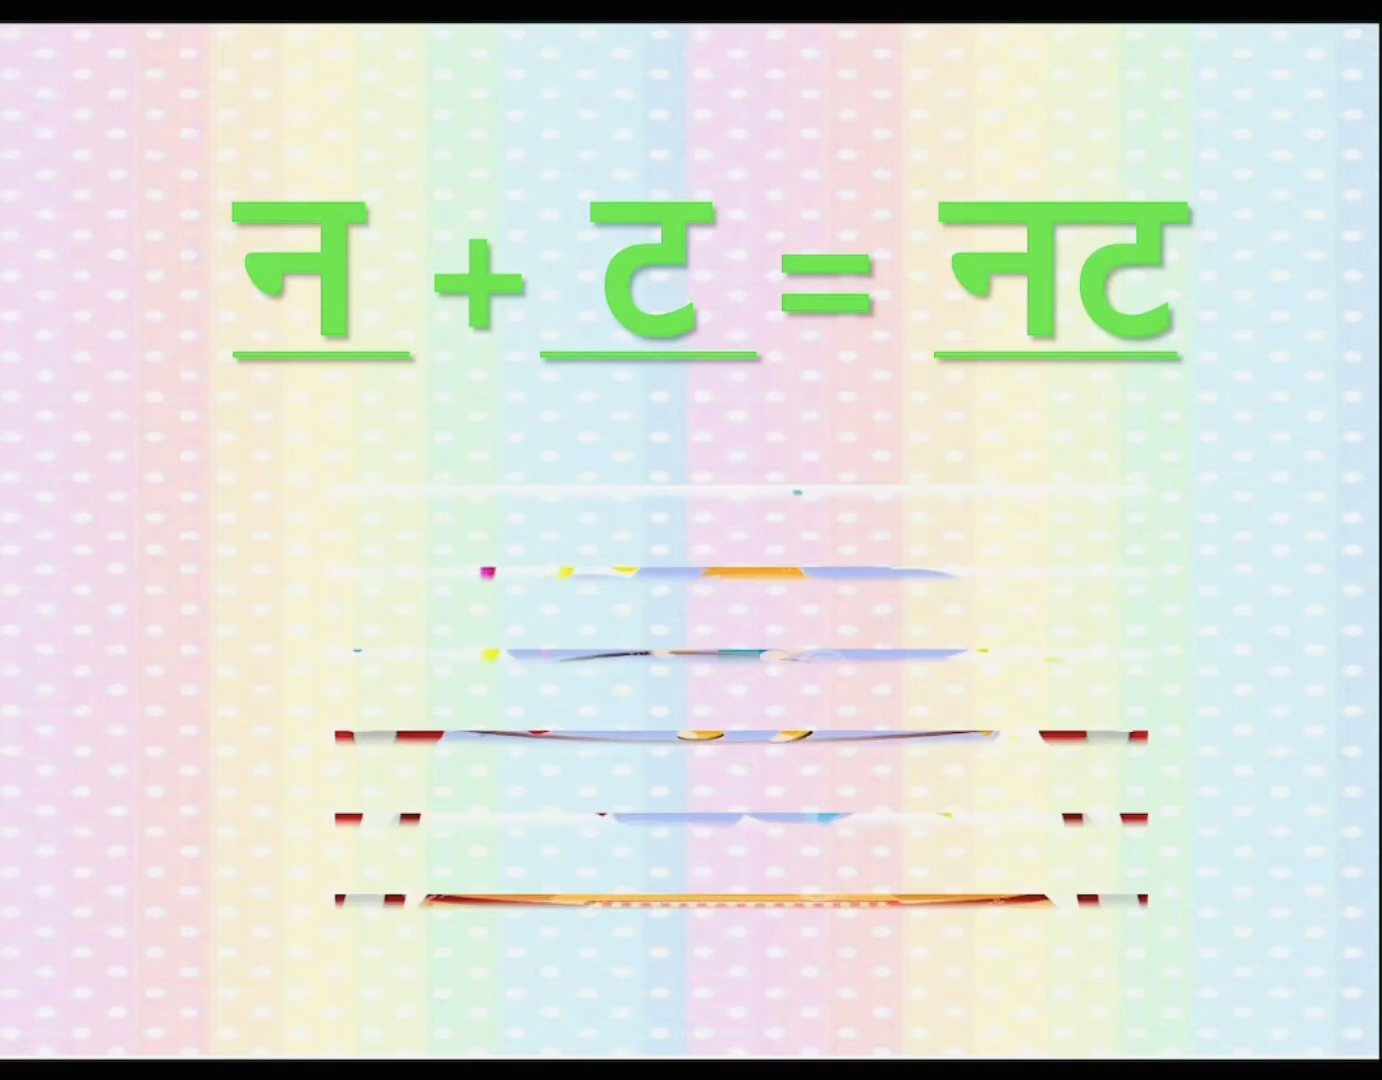 न + ट = नट